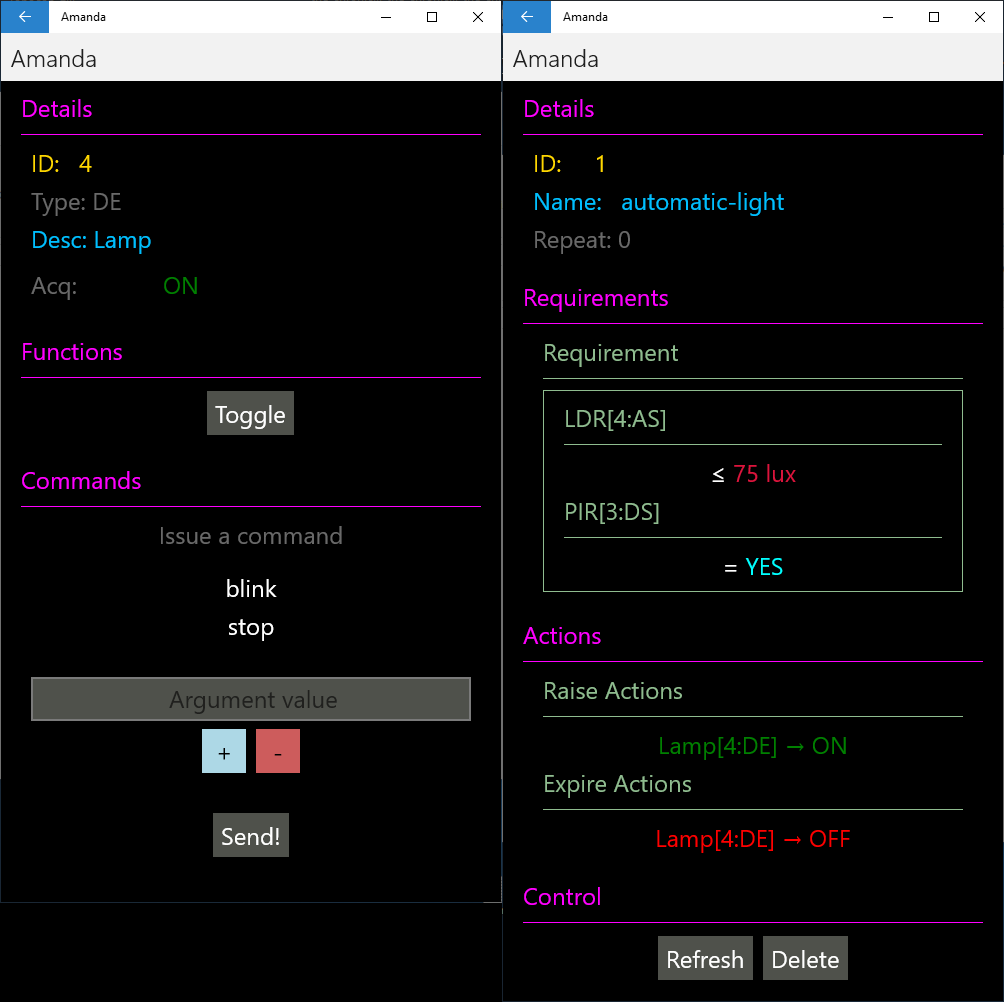 Amanda
Amanda
Details
ID: 4
Type: DE
Desc: Lamp
Acq: ON
Functions
Toggle
Commands
Issue a command
blink
stop
Argument value
+ -
Send!
Amanda
Amanda
Details
ID: 1
Name: automatic-light
Repeat: 0
Requirements
Requirement
LDR[4:AS]
≤ 75 lux
PIR[3:DS]
= YES
Actions
Raise Actions
Lamp[4:DE] → ON
Expire Actions
Lamp[4:DE] → OFF
Control
Refresh Delete